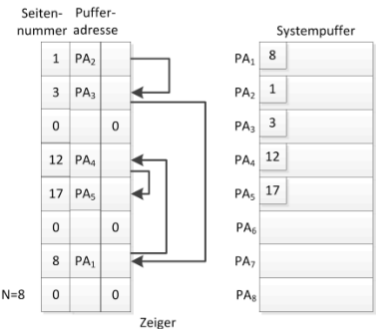 Seiten- Puffer-
nummer adresse
Systempuffer
1 PA₂
3 PA₃
0 0
12 PA₄
17 PA₅
0 0
8 PA₁
N=8 0 0
Zeiger
PA₁ 8
PA₂ 1
PA₃ 3
PA₄ 12
PA₅ 17
PA₆
PA₇
PA₈